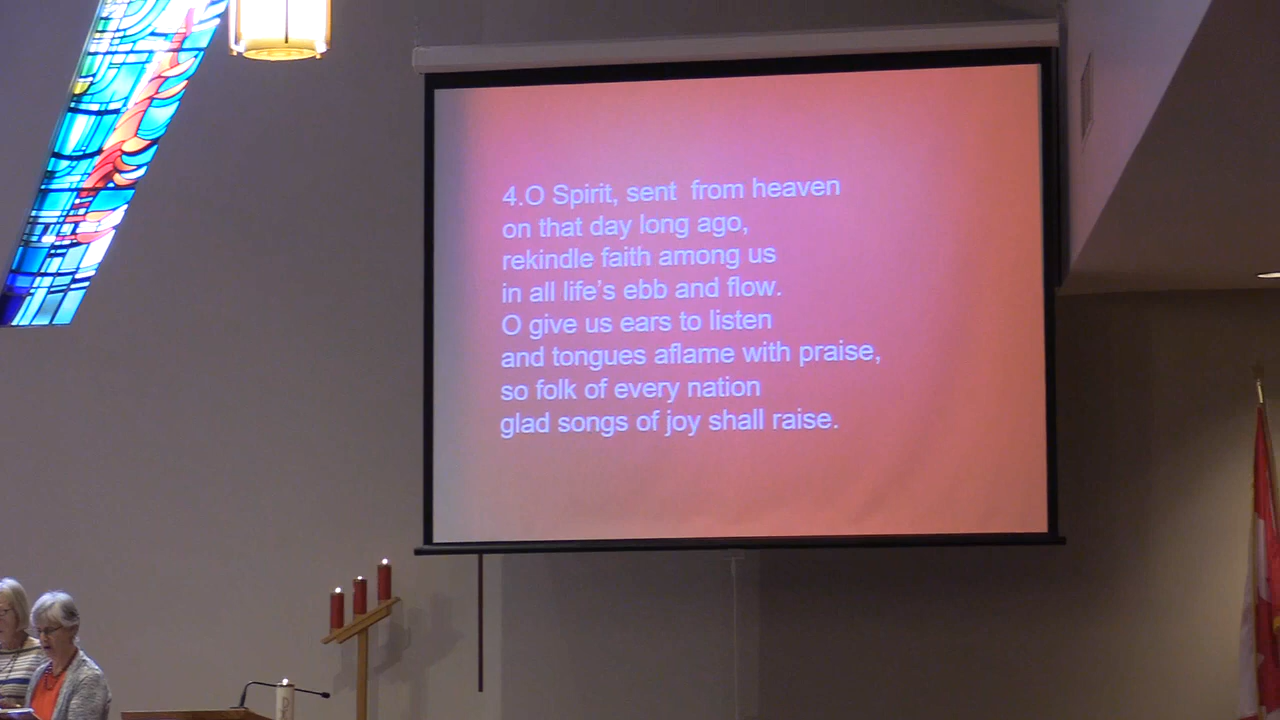 4.O Spirit, sent  from heaven
on that day long ago,
rekindle faith among us
in all life's ebb and flow.
O give us ears to listen
and tongues aflame with praise,
so folk of every nation
glad songs of joy shall raise.